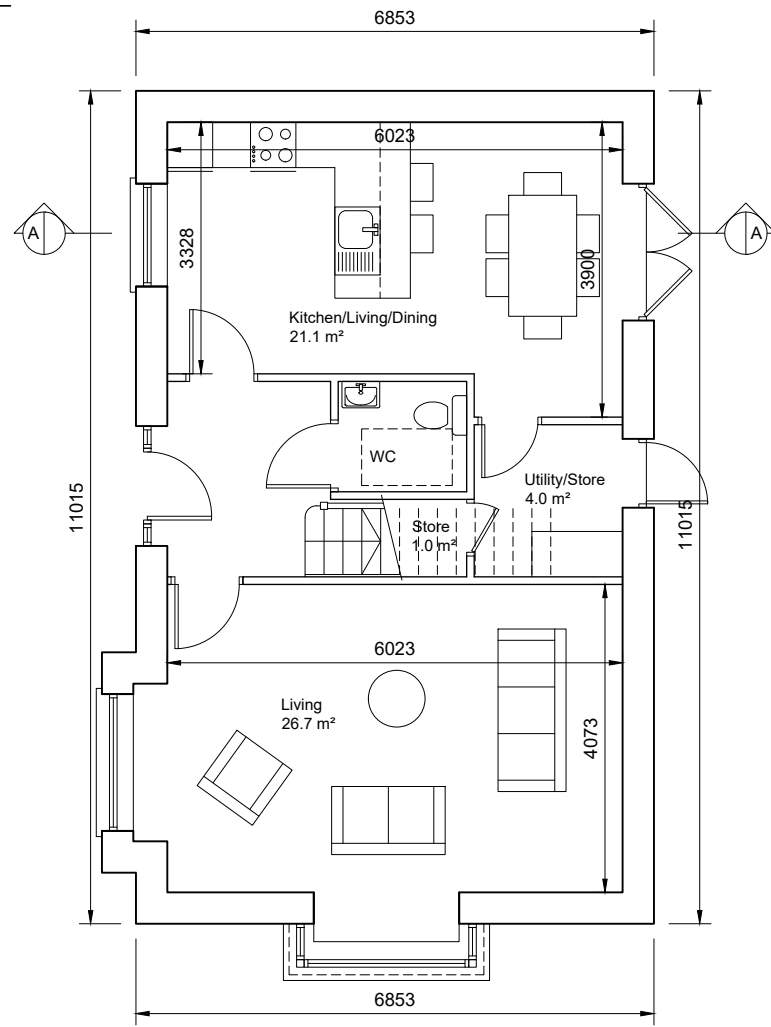 6853
6023
A
A
3328
3900
Kitchen/Living/Dining
21.1 m²
WC
Utility/Store
4.0 m²
11015
11015
Store
1.0 m²
6023
Living
26.7 m²
4073
6853